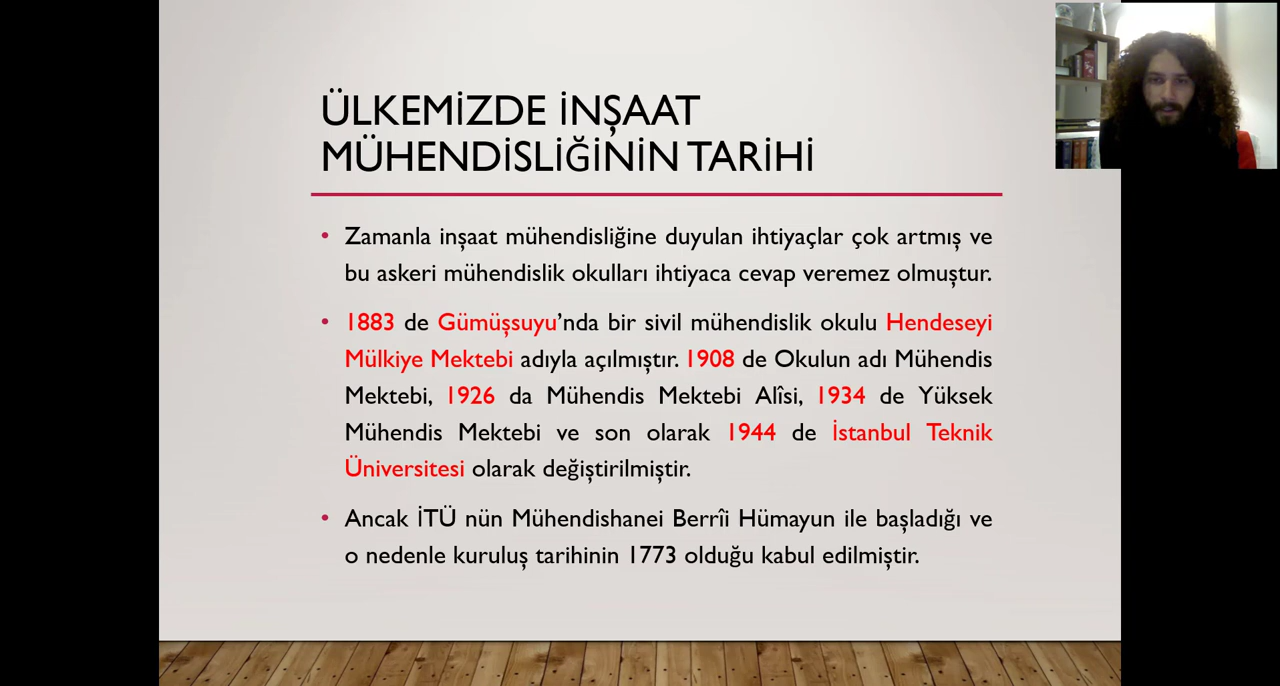 ÜLKEMİZDE İNŞAAT
MÜHENDİSLİĞİNİN TARİHİ
• Zamanla inşaat mühendisliğine duyulan ihtiyaçlar çok artmış ve
bu askeri mühendislik okulları ihtiyaca cevap veremez olmuştur.
• 1883 de Gümüşsuyu’nda bir sivil mühendislik okulu Hendeseyi
Mülkiye Mektebi adıyla açılmıştır. 1908 de Okulun adı Mühendis
Mektebi, 1926 da Mühendis Mektebi Alîsi, 1934 de Yüksek
Mühendis Mektebi ve son olarak 1944 de İstanbul Teknik
Üniversitesi olarak değiştirilmiştir.
• Ancak İTÜ nün Mühendishanei Berrîi Hümayun ile başladığı ve
o nedenle kuruluş tarihinin 1773 olduğu kabul edilmiştir.